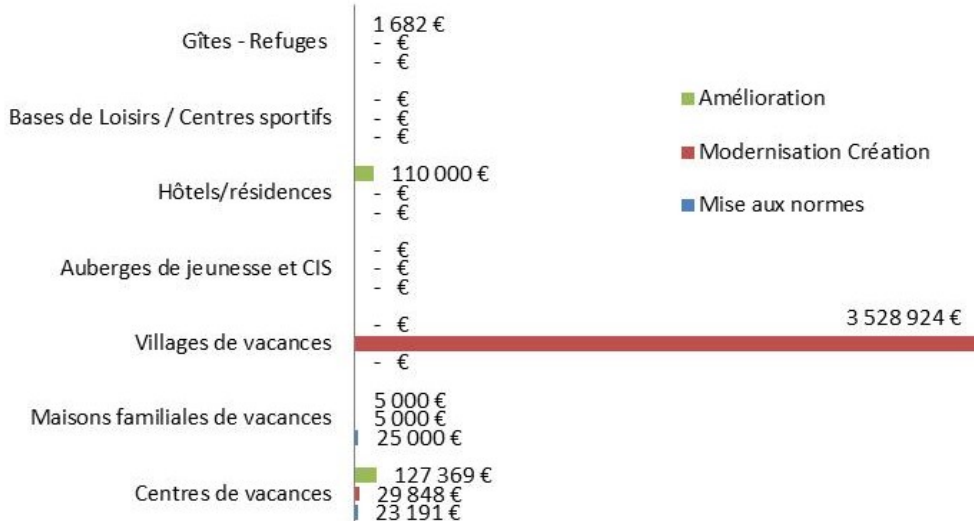 1 682 €
Gîtes - Refuges
- €
- €
- €
Bases de Loisirs / Centres sportifs
- €
- €
Amélioration
Modernisation Création
Mise aux normes
110 000 €
Hôtels/résidences
- €
- €
- €
Auberges de jeunesse et CIS
- €
- €
- €
3 528 924 €
Villages de vacances
- €
5 000 €
Maisons familiales de vacances
5 000 €
25 000 €
127 369 €
Centres de vacances
29 848 €
23 191 €